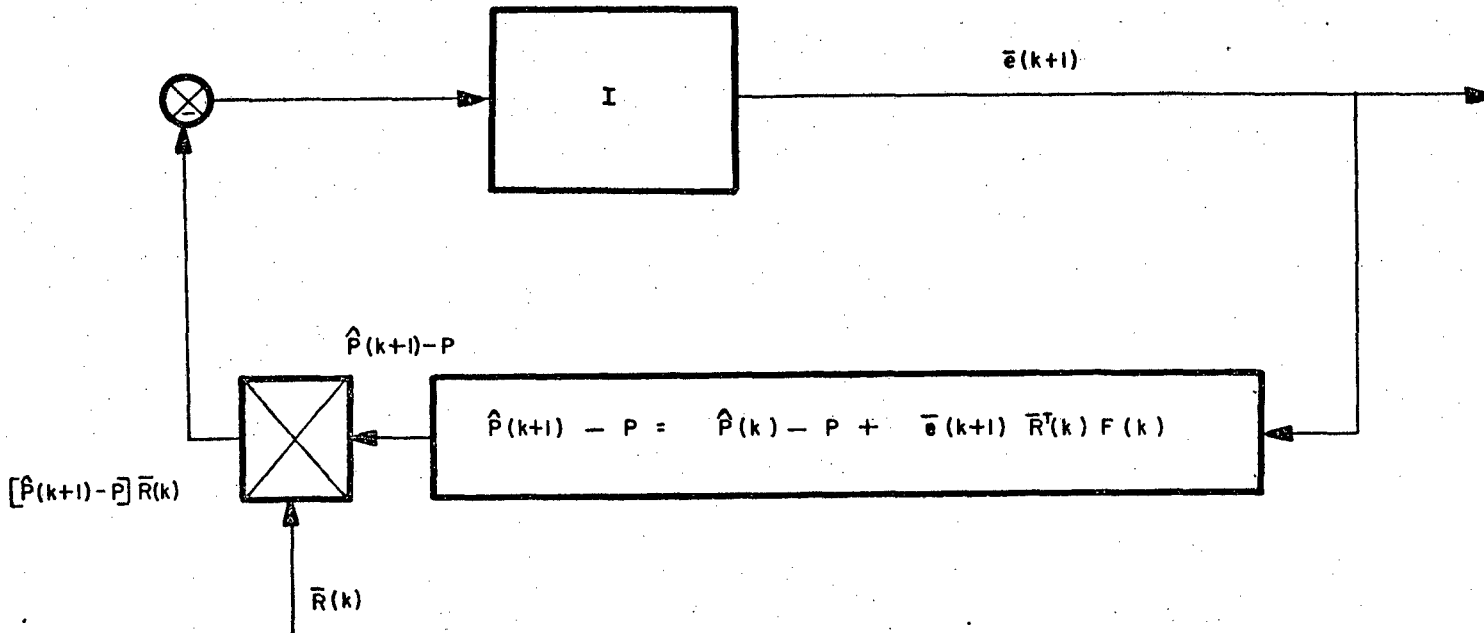 ē(k+1)
I
-
P̂(k+1)-P
P̂(k+1) - P = P̂(k) - P + ē(k+1) R̄ᵀ(k) F(k)
[P̂(k+1)-P] R̄(k)
R̄(k)